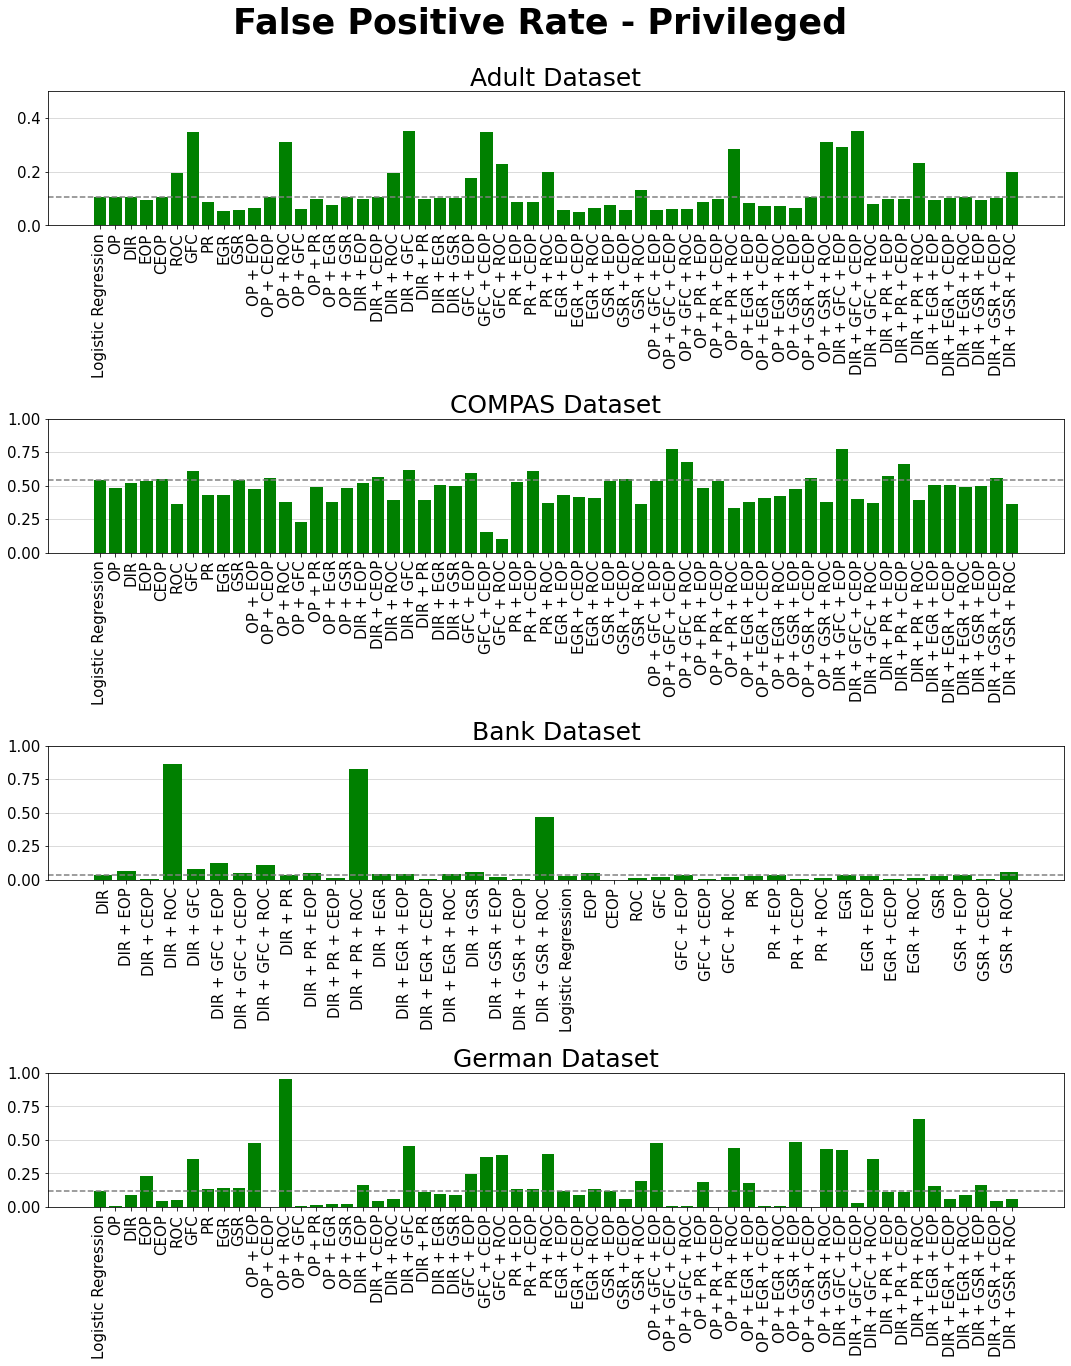 False Positive Rate - Privileged
Adult Dataset
0.4
0.2
0.0
Logistic Regression
OP
DIR
EOP
CEOP
ROC
GFC
PR
EGR
GSR
OP + EOP
OP + CEOP
OP + ROC
OP + GFC
OP + PR
OP + EGR
OP + GSR
DIR + EOP
DIR + CEOP
DIR + ROC
DIR + GFC
DIR + PR
DIR + EGR
DIR + GSR
GFC + EOP
GFC + CEOP
GFC + ROC
PR + EOP
PR + CEOP
PR + ROC
EGR + EOP
EGR + CEOP
EGR + ROC
GSR + EOP
GSR + CEOP
GSR + ROC
OP + GFC + EOP
OP + GFC + CEOP
OP + GFC + ROC
OP + PR + EOP
OP + PR + CEOP
OP + PR + ROC
OP + EGR + EOP
OP + EGR + CEOP
OP + EGR + ROC
OP + GSR + EOP
OP + GSR + CEOP
OP + GSR + ROC
DIR + GFC + EOP
DIR + GFC + CEOP
DIR + GFC + ROC
DIR + PR + EOP
DIR + PR + CEOP
DIR + PR + ROC
DIR + EGR + EOP
DIR + EGR + CEOP
DIR + EGR + ROC
DIR + GSR + EOP
DIR + GSR + CEOP
DIR + GSR + ROC
COMPAS Dataset
1.00
0.75
0.50
0.25
0.00
Logistic Regression
OP
DIR
EOP
CEOP
ROC
GFC
PR
EGR
GSR
OP + EOP
OP + CEOP
OP + ROC
OP + GFC
OP + PR
OP + EGR
OP + GSR
DIR + EOP
DIR + CEOP
DIR + ROC
DIR + GFC
DIR + PR
DIR + EGR
DIR + GSR
GFC + EOP
GFC + CEOP
GFC + ROC
PR + EOP
PR + CEOP
PR + ROC
EGR + EOP
EGR + CEOP
EGR + ROC
GSR + EOP
GSR + CEOP
GSR + ROC
OP + GFC + EOP
OP + GFC + CEOP
OP + GFC + ROC
OP + PR + EOP
OP + PR + CEOP
OP + PR + ROC
OP + EGR + EOP
OP + EGR + CEOP
OP + EGR + ROC
OP + GSR + EOP
OP + GSR + CEOP
OP + GSR + ROC
DIR + GFC + EOP
DIR + GFC + CEOP
DIR + GFC + ROC
DIR + PR + EOP
DIR + PR + CEOP
DIR + PR + ROC
DIR + EGR + EOP
DIR + EGR + CEOP
DIR + EGR + ROC
DIR + GSR + EOP
DIR + GSR + CEOP
DIR + GSR + ROC
Bank Dataset
1.00
0.75
0.50
0.25
0.00
DIR
DIR + EOP
DIR + CEOP
DIR + ROC
DIR + GFC
DIR + GFC + EOP
DIR + GFC + CEOP
DIR + GFC + ROC
DIR + PR
DIR + PR + EOP
DIR + PR + CEOP
DIR + PR + ROC
DIR + EGR
DIR + EGR + EOP
DIR + EGR + CEOP
DIR + EGR + ROC
DIR + GSR
DIR + GSR + EOP
DIR + GSR + CEOP
DIR + GSR + ROC
Logistic Regression
EOP
CEOP
ROC
GFC
GFC + EOP
GFC + CEOP
GFC + ROC
PR
PR + EOP
PR + CEOP
PR + ROC
EGR
EGR + EOP
EGR + CEOP
EGR + ROC
GSR
GSR + EOP
GSR + CEOP
GSR + ROC
German Dataset
1.00
0.75
0.50
0.25
0.00
Logistic Regression
OP
DIR
EOP
CEOP
ROC
GFC
PR
EGR
GSR
OP + EOP
OP + CEOP
OP + ROC
OP + GFC
OP + PR
OP + EGR
OP + GSR
DIR + EOP
DIR + CEOP
DIR + ROC
DIR + GFC
DIR + PR
DIR + EGR
DIR + GSR
GFC + EOP
GFC + CEOP
GFC + ROC
PR + EOP
PR + CEOP
PR + ROC
EGR + EOP
EGR + CEOP
EGR + ROC
GSR + EOP
GSR + CEOP
GSR + ROC
OP + GFC + EOP
OP + GFC + CEOP
OP + GFC + ROC
OP + PR + EOP
OP + PR + CEOP
OP + PR + ROC
OP + EGR + EOP
OP + EGR + CEOP
OP + EGR + ROC
OP + GSR + EOP
OP + GSR + CEOP
OP + GSR + ROC
DIR + GFC + EOP
DIR + GFC + CEOP
DIR + GFC + ROC
DIR + PR + EOP
DIR + PR + CEOP
DIR + PR + ROC
DIR + EGR + EOP
DIR + EGR + CEOP
DIR + EGR + ROC
DIR + GSR + EOP
DIR + GSR + CEOP
DIR + GSR + ROC